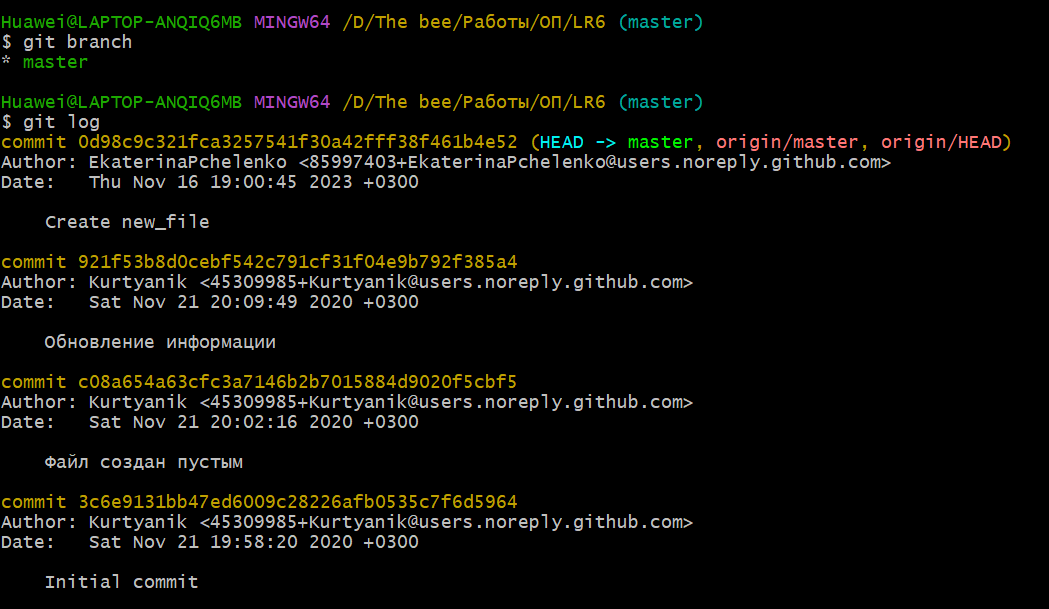 Huawei@LAPTOP-ANQIQ6MB MINGW64 /D/The bee/Работы/ОП/LR6 (master)
$ git branch
* master
Huawei@LAPTOP-ANQIQ6MB MINGW64 /D/The bee/Работы/ОП/LR6 (master)
$ git log
commit 0d98c9c321fca3257541f30a42fff38f461b4e52 (HEAD -> master, origin/master, origin/HEAD)
Author: EkaterinaPchelenko <85997403+EkaterinaPchelenko@users.noreply.github.com>
Date:   Thu Nov 16 19:00:45 2023 +0300
    Create new_file
commit 921f53b8d0cebf542c791cf31f04e9b792f385a4
Author: Kurtyanik <45309985+Kurtyanik@users.noreply.github.com>
Date:   Sat Nov 21 20:09:49 2020 +0300
    Обновление информации
commit c08a654a63cfc3a7146b2b7015884d9020f5cbf5
Author: Kurtyanik <45309985+Kurtyanik@users.noreply.github.com>
Date:   Sat Nov 21 20:02:16 2020 +0300
    Файл создан пустым
commit 3c6e9131bb47ed6009c28226afb0535c7f6d5964
Author: Kurtyanik <45309985+Kurtyanik@users.noreply.github.com>
Date:   Sat Nov 21 19:58:20 2020 +0300
    Initial commit